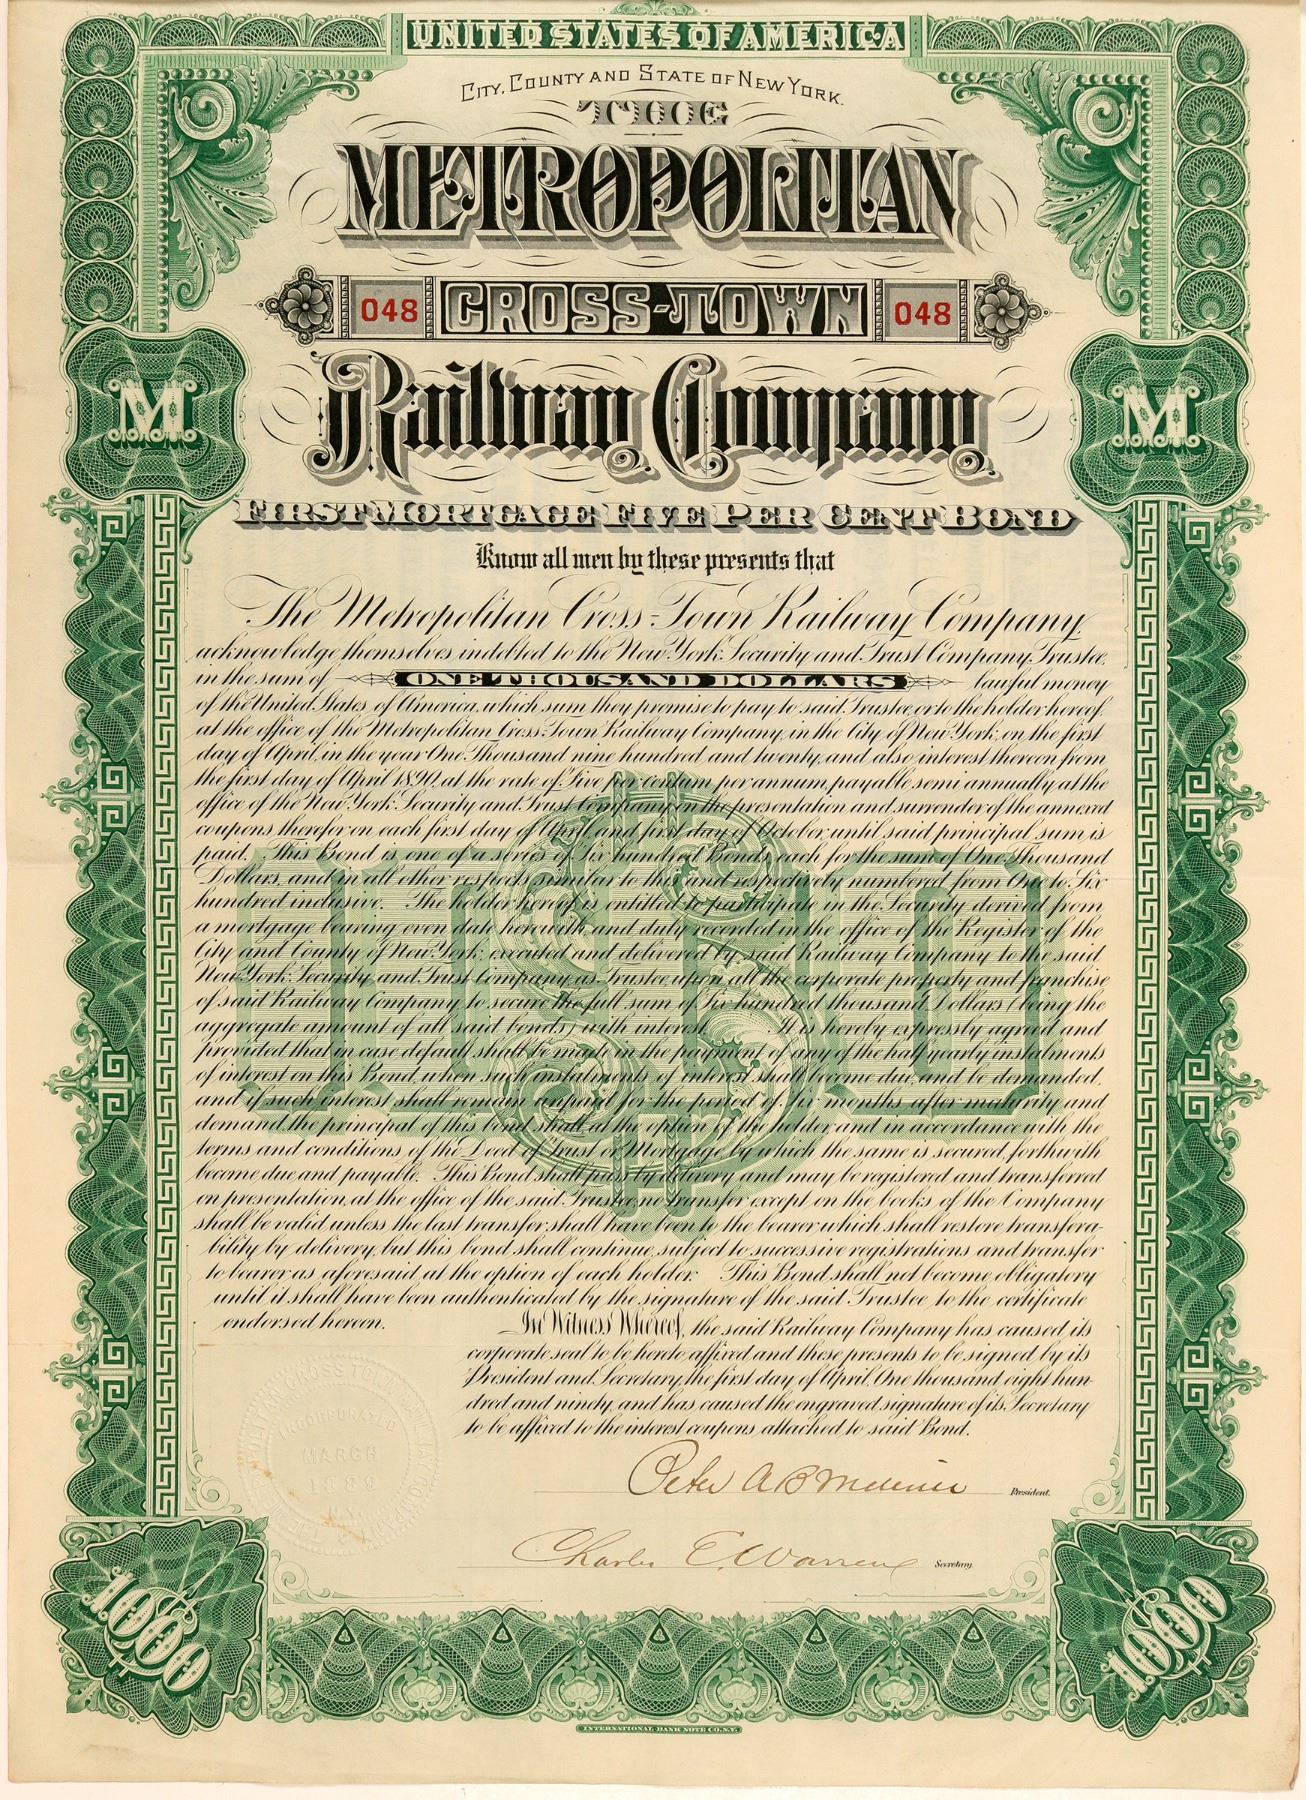 UNITED STATES OF AMERICA
CITY, COUNTY AND STATE OF NEW YORK.
THE
METROPOLITAN
048 CROSS-TOWN 048
Railway Company
M M
FIRST MORTGAGE FIVE PER CENT BOND
Know all men by these presents that
The Metropolitan Cross-Town Railway Company,
acknowledge themselves indebted to the New York Security and Trust Company, Trustee,
in the sum of ONE THOUSAND DOLLARS lawful money
of the United States of America, which sum they promise to pay to said Trustee, or to the holder hereof,
at the office of the Metropolitan Cross-Town Railway Company, in the City of New York, on the first
day of April, in the year One Thousand nine hundred and twenty, and also interest thereon from
the first day of April 1890, at the rate of Five per centum per annum, payable semi annually at the
office of the New York Security and Trust Company, on the presentation and surrender of the annexed
coupons therefor on each first day of April and first day of October, until said principal sum is
paid. This Bond is one of a series of Six hundred Bonds, each for the sum of One Thousand
Dollars, and in all other respects similar to this, and respectively numbered from One to Six
hundred inclusive. The holder hereof is entitled to participate in the Security derived from
a mortgage bearing even date herewith and duly recorded in the office of the Register of the
City and County of New York, executed and delivered by said Railway Company to the said
New York Security and Trust Company as Trustee, upon all the corporate property and franchise
of said Railway Company to secure the full sum of Six hundred thousand Dollars (being the
aggregate amount of all said bonds) with interest. It is hereby expressly agreed and
provided that in case default shall be made in the payment of any of the half yearly instalments
of interest on this Bond, when such instalments of interest shall become due, and be demanded,
and if such interest shall remain unpaid for the period of Six months after maturity and
demand, the principal of this bond shall, at the option of the holder, and in accordance with the
terms and conditions of the Deed of Trust or Mortgage, by which the same is secured, forthwith
become due and payable. This Bond shall pass by delivery and may be registered and transferred
on presentation, at the office of the said Trustee, no transfer except on the books of the Company
shall be valid unless the last transfer, shall have been to the bearer which shall restore transfera-
bility by delivery, but this bond shall continue, subject to successive registrations and transfer
to bearer as aforesaid at the option of each holder. This Bond shall not become obligatory
until it shall have been authenticated by the signature of the said Trustee, to the certificate
endorsed hereon. In Witness Whereof, the said Railway Company has caused its
corporate seal to be hereto affixed and these presents to be signed by its
President and Secretary, the first day of April, One thousand eight hun-
dred and ninety, and has caused the engraved signature of its Secretary
to be affixed to the interest coupons attached to said Bond.
INCORPORATED
MARCH
1889
President.
Charles E. Warren Secretary.
$1000 $1000
INTERNATIONAL BANK NOTE CO. N.Y.